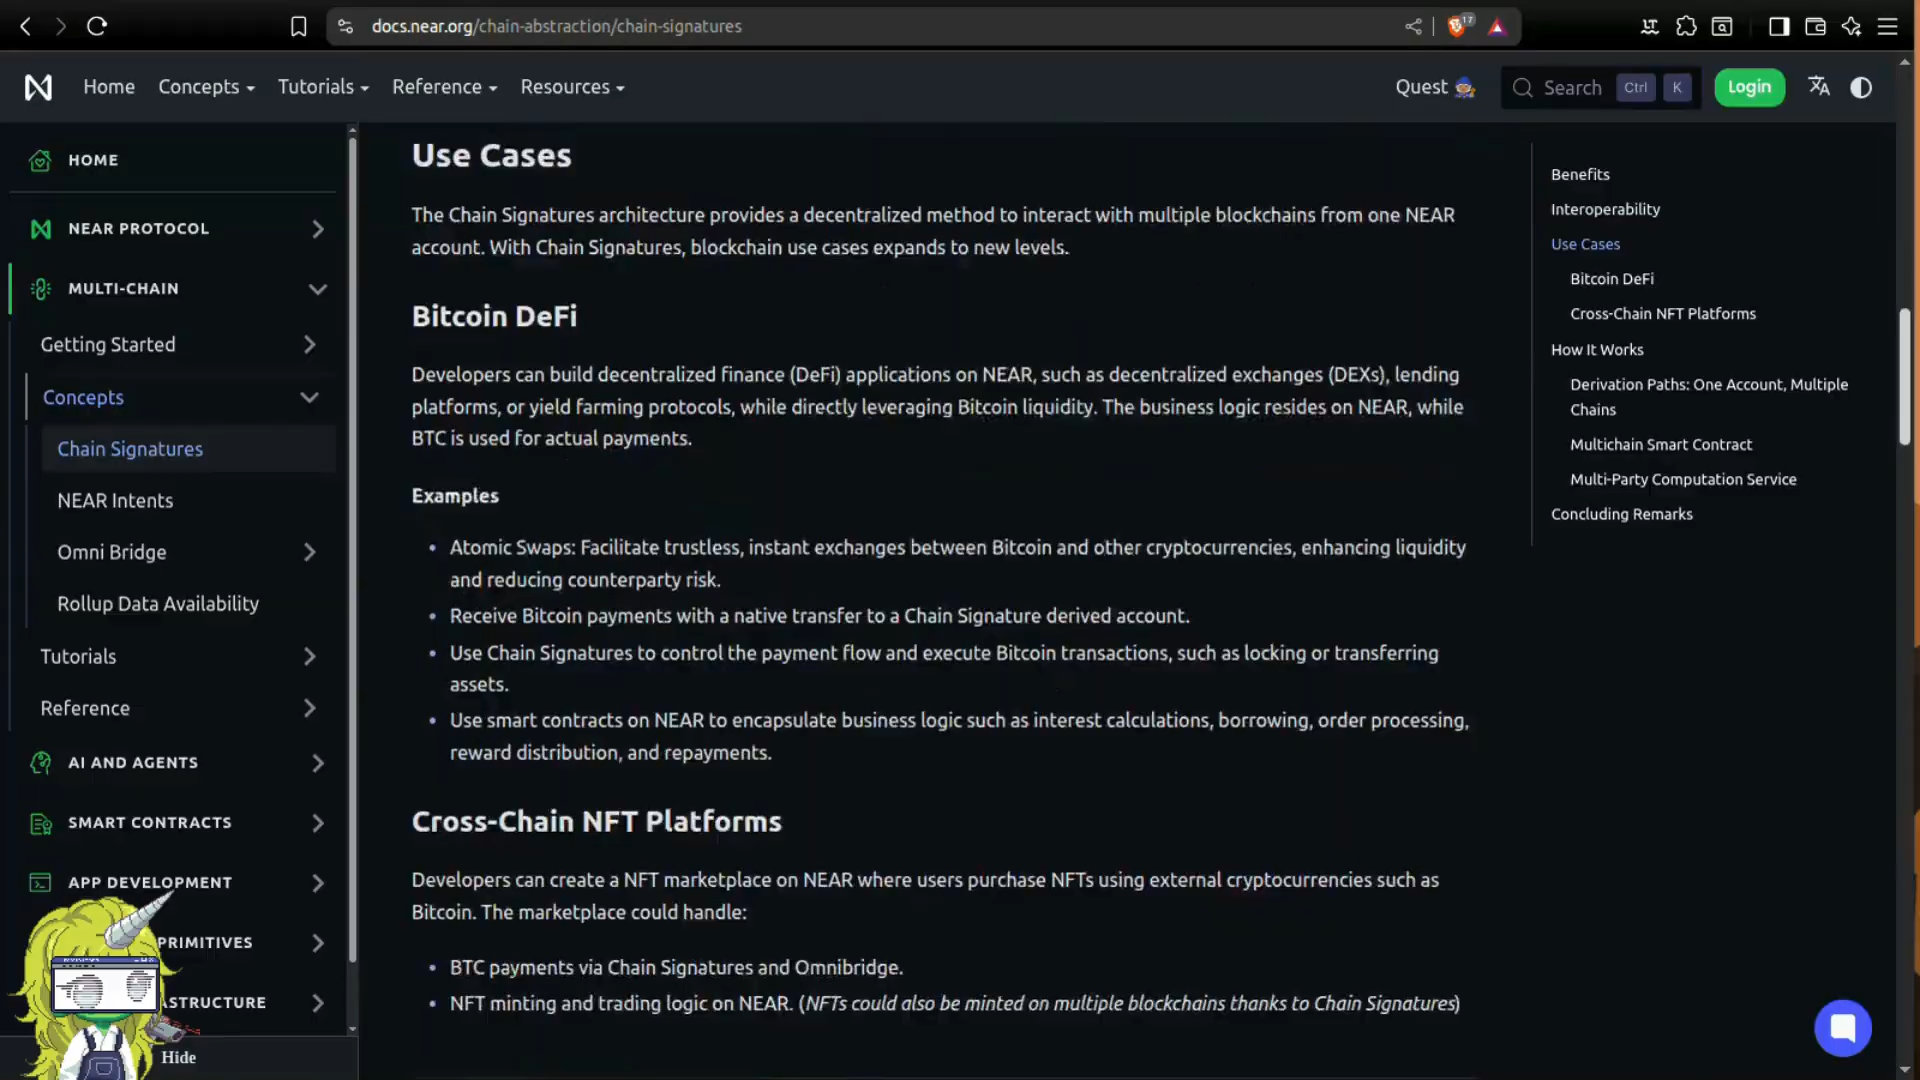 docs.near.org/chain-abstraction/chain-signatures
17
Home
Concepts
Tutorials
Reference
Resources
Quest
Search
Ctrl
K
Login
HOME
NEAR PROTOCOL
MULTI-CHAIN
Getting Started
Concepts
Chain Signatures
NEAR Intents
Omni Bridge
Rollup Data Availability
Tutorials
Reference
AI AND AGENTS
SMART CONTRACTS
APP DEVELOPMENT
PRIMITIVES
ASTRUCTURE
Hide
Use Cases
The Chain Signatures architecture provides a decentralized method to interact with multiple blockchains from one NEAR
account. With Chain Signatures, blockchain use cases expands to new levels.
Bitcoin DeFi
Developers can build decentralized finance (DeFi) applications on NEAR, such as decentralized exchanges (DEXs), lending
platforms, or yield farming protocols, while directly leveraging Bitcoin liquidity. The business logic resides on NEAR, while
BTC is used for actual payments.
Examples
• Atomic Swaps: Facilitate trustless, instant exchanges between Bitcoin and other cryptocurrencies, enhancing liquidity
and reducing counterparty risk.
• Receive Bitcoin payments with a native transfer to a Chain Signature derived account.
• Use Chain Signatures to control the payment flow and execute Bitcoin transactions, such as locking or transferring
assets.
• Use smart contracts on NEAR to encapsulate business logic such as interest calculations, borrowing, order processing,
reward distribution, and repayments.
Cross-Chain NFT Platforms
Developers can create a NFT marketplace on NEAR where users purchase NFTs using external cryptocurrencies such as
Bitcoin. The marketplace could handle:
• BTC payments via Chain Signatures and Omnibridge.
• NFT minting and trading logic on NEAR. (NFTs could also be minted on multiple blockchains thanks to Chain Signatures)
Benefits
Interoperability
Use Cases
Bitcoin DeFi
Cross-Chain NFT Platforms
How It Works
Derivation Paths: One Account, Multiple
Chains
Multichain Smart Contract
Multi-Party Computation Service
Concluding Remarks